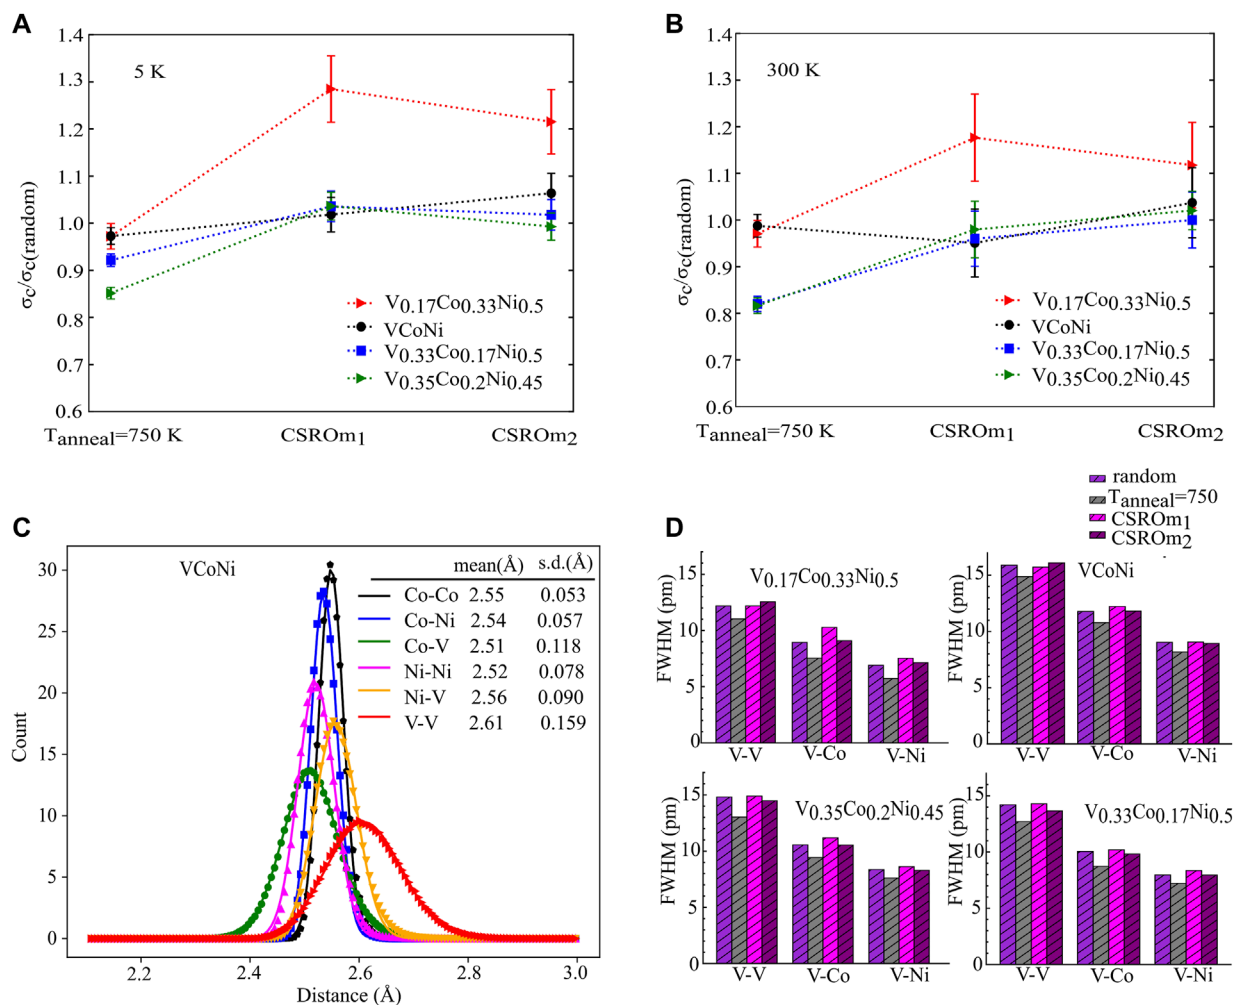 A
1.4
1.3
1.2
1.1
1.0
0.9
0.8
0.7
0.6
σc/σc(random)
5 K
V0.17Co0.33Ni0.5
VCoNi
V0.33Co0.17Ni0.5
V0.35Co0.2Ni0.45
Tanneal=750 K
CSROm1
CSROm2
B
1.4
1.3
1.2
1.1
1.0
0.9
0.8
0.7
0.6
σc/σc(random)
300 K
V0.17Co0.33Ni0.5
VCoNi
V0.33Co0.17Ni0.5
V0.35Co0.2Ni0.45
Tanneal=750 K
CSROm1
CSROm2
C
30
25
20
15
10
5
0
Count
VCoNi
mean(Å) s.d.(Å)
Co-Co 2.55 0.053
Co-Ni 2.54 0.057
Co-V 2.51 0.118
Ni-Ni 2.52 0.078
Ni-V 2.56 0.090
V-V 2.61 0.159
2.2 2.4 2.6 2.8 3.0
Distance (Å)
D
random
Tanneal=750
CSROm1
CSROm2
15
10
5
0
FWHM (pm)
V0.17Co0.33Ni0.5
V-V V-Co V-Ni
15
10
5
0
FWHM (pm)
VCoNi
V-V V-Co V-Ni
15
10
5
0
FWHM (pm)
V0.35Co0.2Ni0.45
V-V V-Co V-Ni
15
10
5
0
FWHM (pm)
V0.33Co0.17Ni0.5
V-V V-Co V-Ni